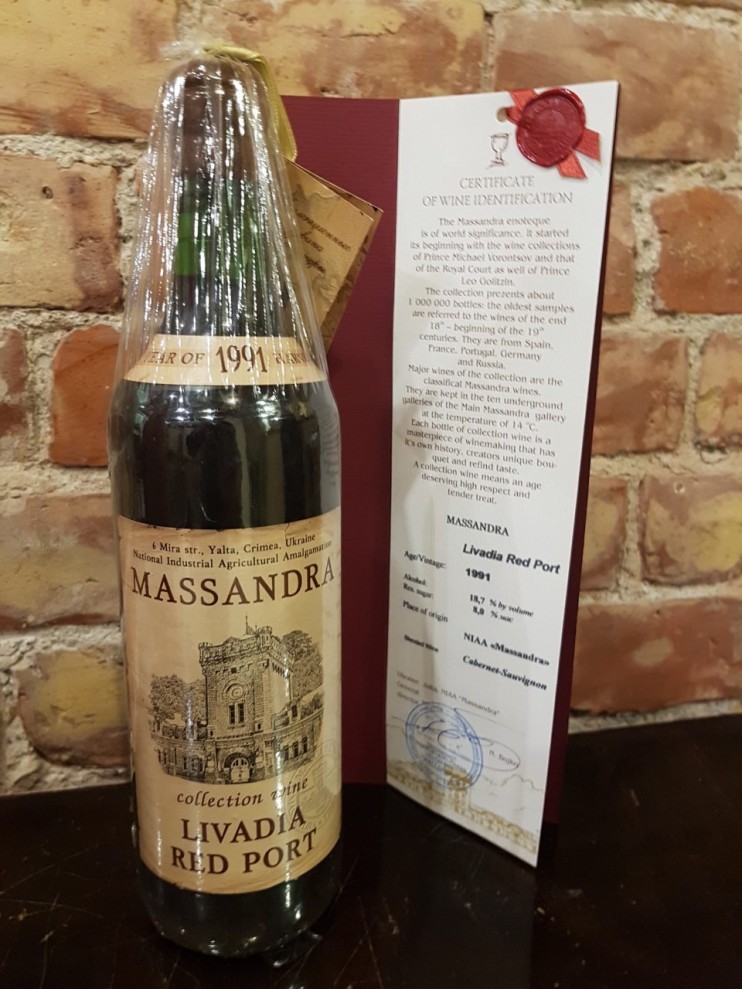 YEAR OF 1991
6 Mira str., Yalta, Crimea, Ukraine
National Industrial Agricultural Amalgamation
MASSANDRA
collection wine
LIVADIA
RED PORT
CERTIFICATE
OF WINE IDENTIFICATION
The Massandra enoteque
is of world significance. It started
its beginning with the wine collections
of Prince Michael Vorontsov and that
of the Royal Court as well of Prince
Leo Golitzin.
The collection prezents about
1 000 000 bottles: the oldest samples
are referred to the wines of the end
18th – beginning of the 19th
centuries. They are from Spain,
France, Portugal, Germany
and Russia.
Major wines of the collection are the
classifical Massandra wines.
They are kept in the ten underground
galleries of the Main Massandra gallery
at the temperature of 14 °C.
Each bottle of collection wine is a
masterpiece of winemaking that has
it's own history, creators unique bou-
quet and refind taste.
A collection wine means an age
deserving high respect and
tender treat.
MASSANDRA
Livadia Red Port
Age/Vintage: 1991
Alcohol: 18,7 % by volume
Res. sugar: 8,0 %
Place of origin NIAA «Massandra»
Cabernet-Sauvignon
NIAA "Massandra"